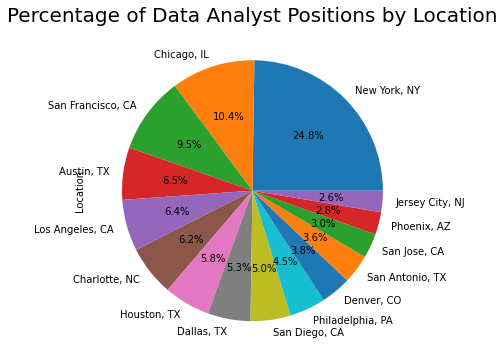 Percentage of Data Analyst Positions by Location
Chicago, IL
New York, NY
San Francisco, CA
10.4%
24.8%
9.5%
Austin, TX
6.5%
Location
2.6%
Jersey City, NJ
Los Angeles, CA
6.4%
2.8%
Phoenix, AZ
3.0%
6.2%
3.6%
San Jose, CA
3.8%
Charlotte, NC
5.8%
5.3%
5.0%
4.5%
San Antonio, TX
Denver, CO
Houston, TX
Philadelphia, PA
Dallas, TX
San Diego, CA